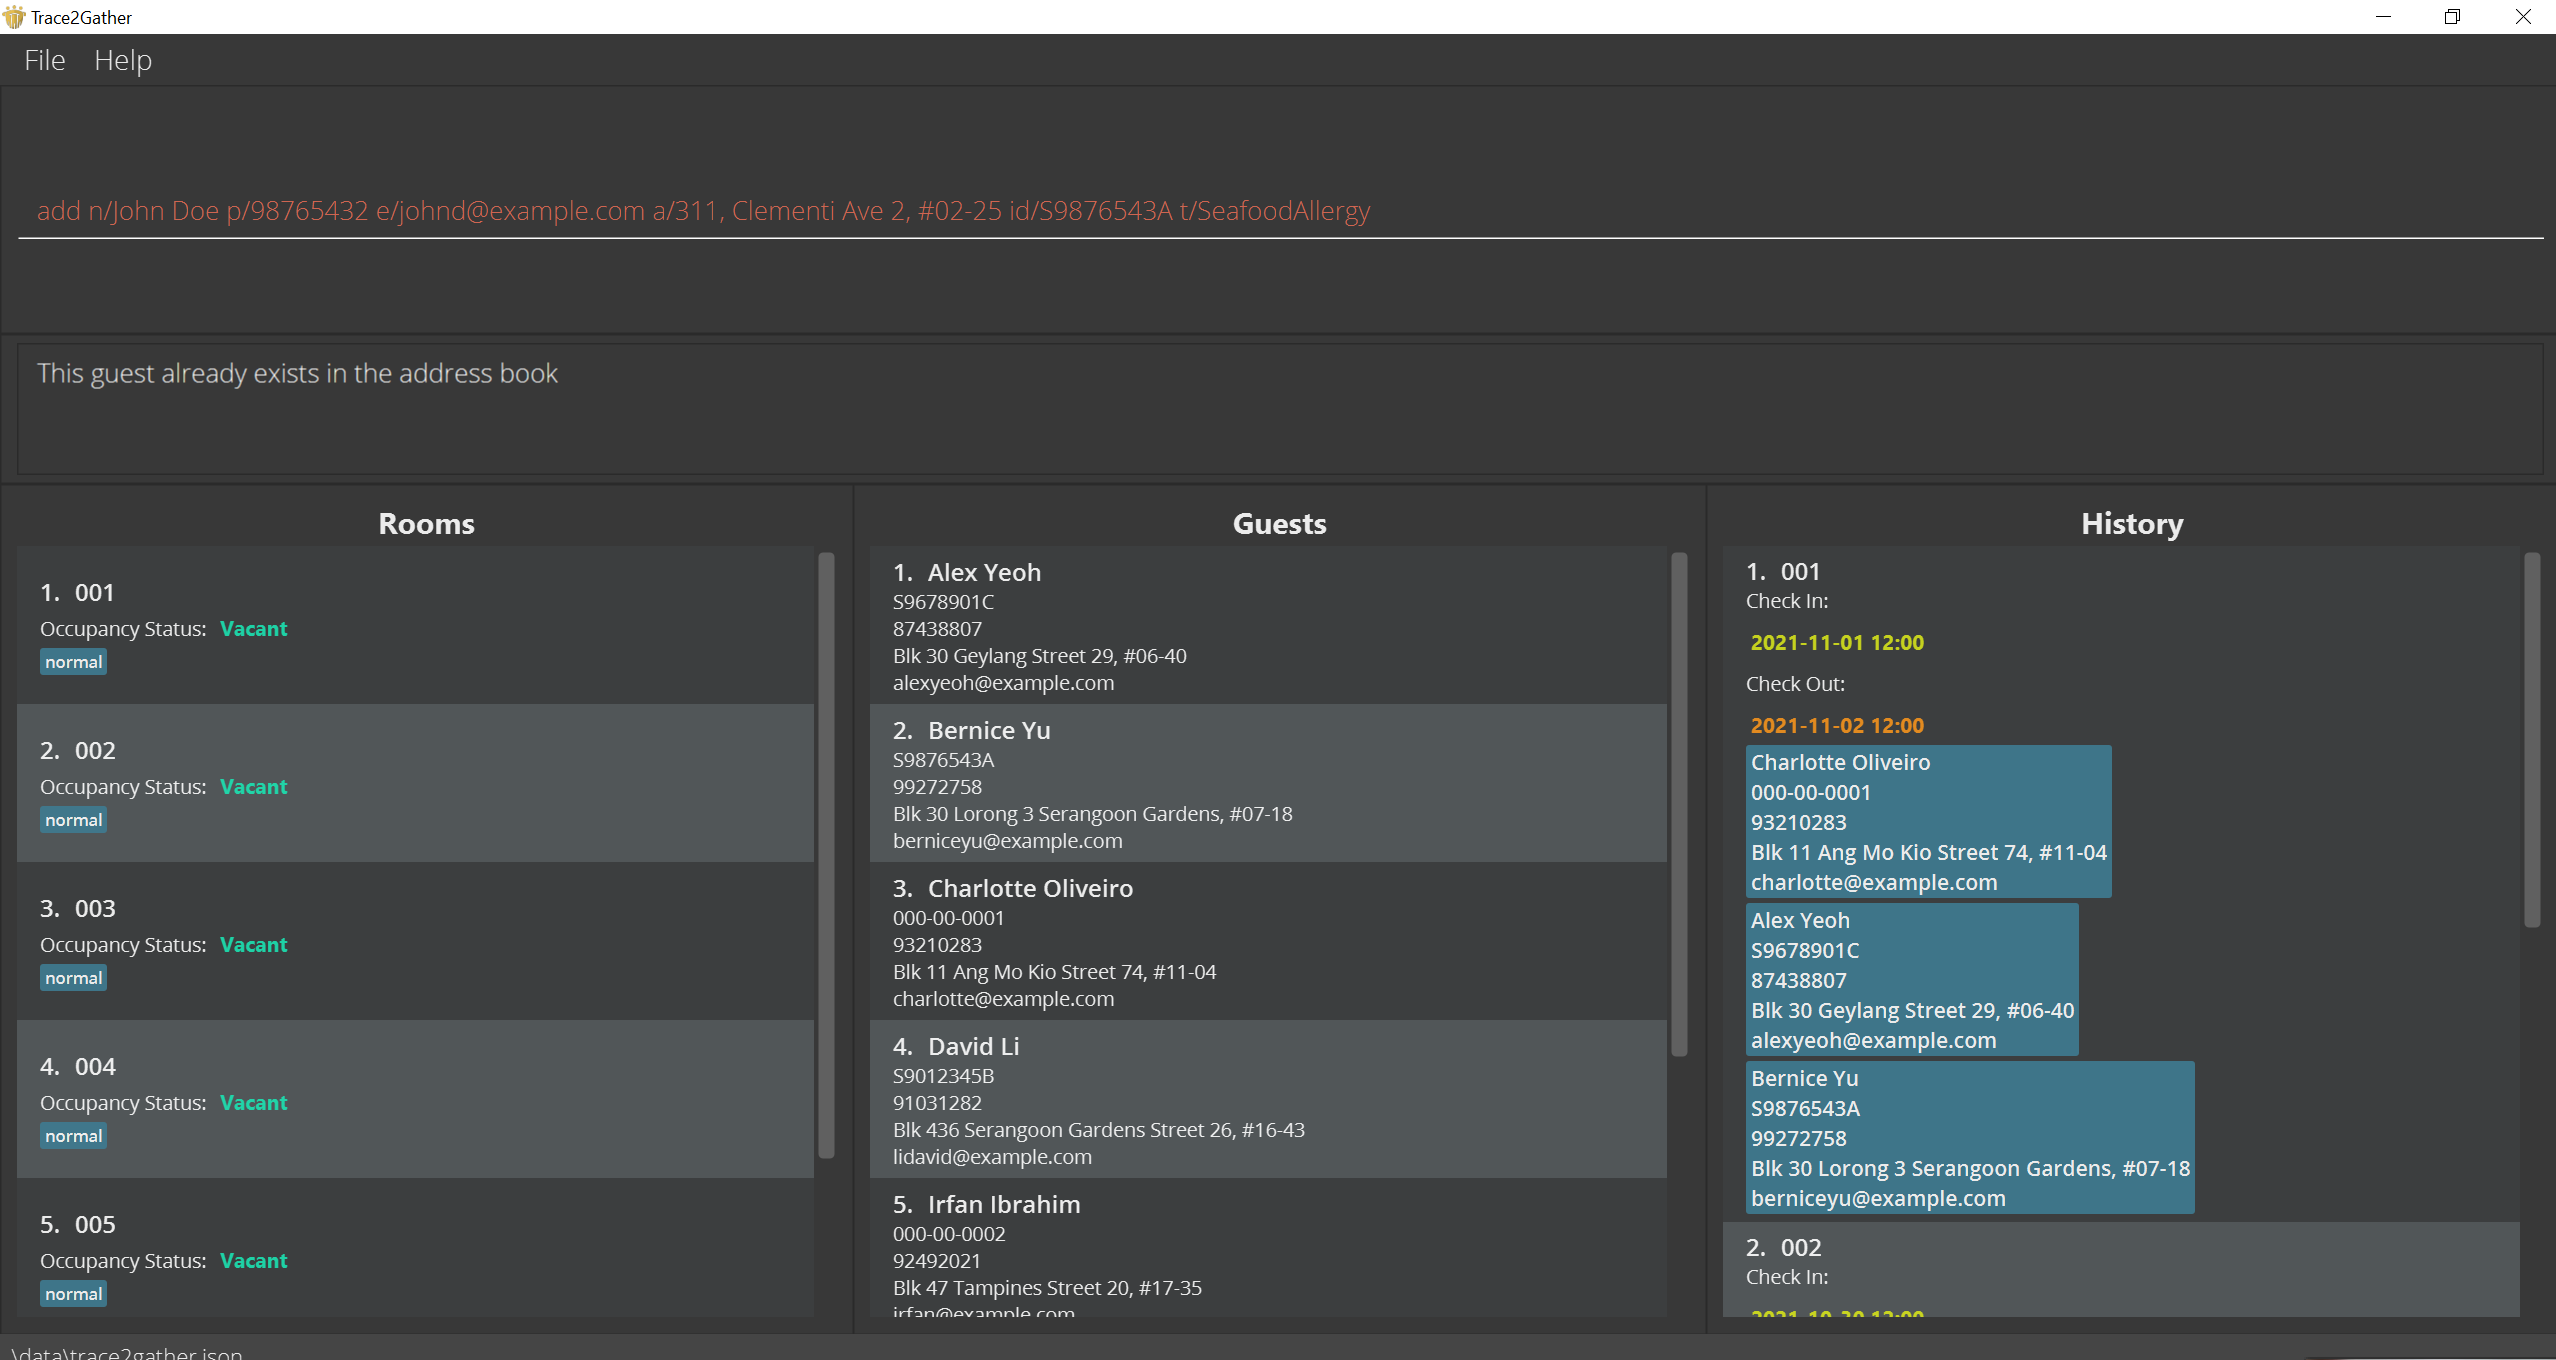 Trace2Gather
File Help
add n/John Doe p/98765432 e/johnd@example.com a/311, Clementi Ave 2, #02-25 id/S9876543A t/SeafoodAllergy
This guest already exists in the address book
Rooms
1. 001
Occupancy Status: Vacant
normal
2. 002
Occupancy Status: Vacant
normal
3. 003
Occupancy Status: Vacant
normal
4. 004
Occupancy Status: Vacant
normal
5. 005
Occupancy Status: Vacant
normal
Guests
1. Alex Yeoh
S9678901C
87438807
Blk 30 Geylang Street 29, #06-40
alexyeoh@example.com
2. Bernice Yu
S9876543A
99272758
Blk 30 Lorong 3 Serangoon Gardens, #07-18
berniceyu@example.com
3. Charlotte Oliveiro
000-00-0001
93210283
Blk 11 Ang Mo Kio Street 74, #11-04
charlotte@example.com
4. David Li
S9012345B
91031282
Blk 436 Serangoon Gardens Street 26, #16-43
lidavid@example.com
5. Irfan Ibrahim
000-00-0002
92492021
Blk 47 Tampines Street 20, #17-35
irfan@example.com
History
1. 001
Check In:
2021-11-01 12:00
Check Out:
2021-11-02 12:00
Charlotte Oliveiro
000-00-0001
93210283
Blk 11 Ang Mo Kio Street 74, #11-04
charlotte@example.com
Alex Yeoh
S9678901C
87438807
Blk 30 Geylang Street 29, #06-40
alexyeoh@example.com
Bernice Yu
S9876543A
99272758
Blk 30 Lorong 3 Serangoon Gardens, #07-18
berniceyu@example.com
2. 002
Check In:
2021-10-30 12:00
.\data\trace2gather.json